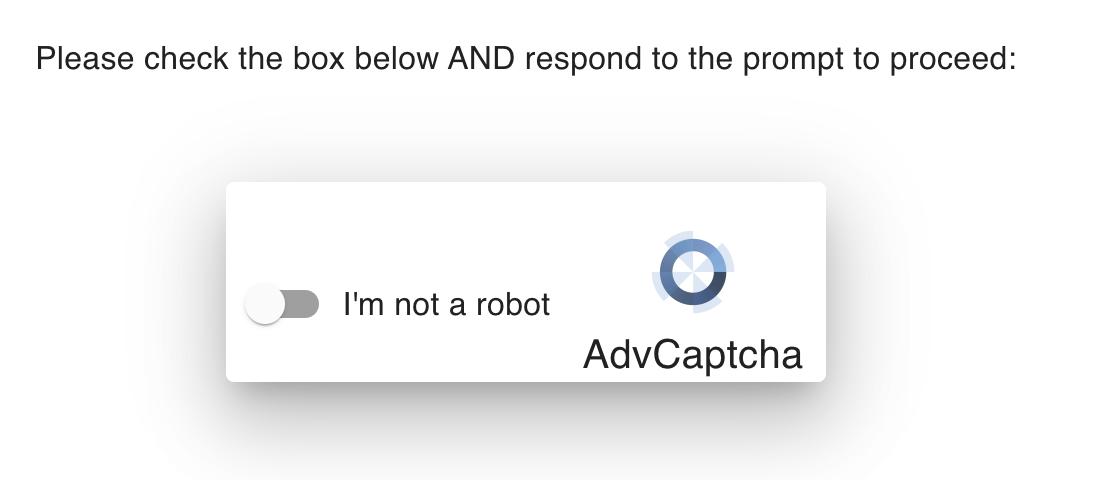 Please check the box below AND respond to the prompt to proceed:
I'm not a robot
AdvCaptcha